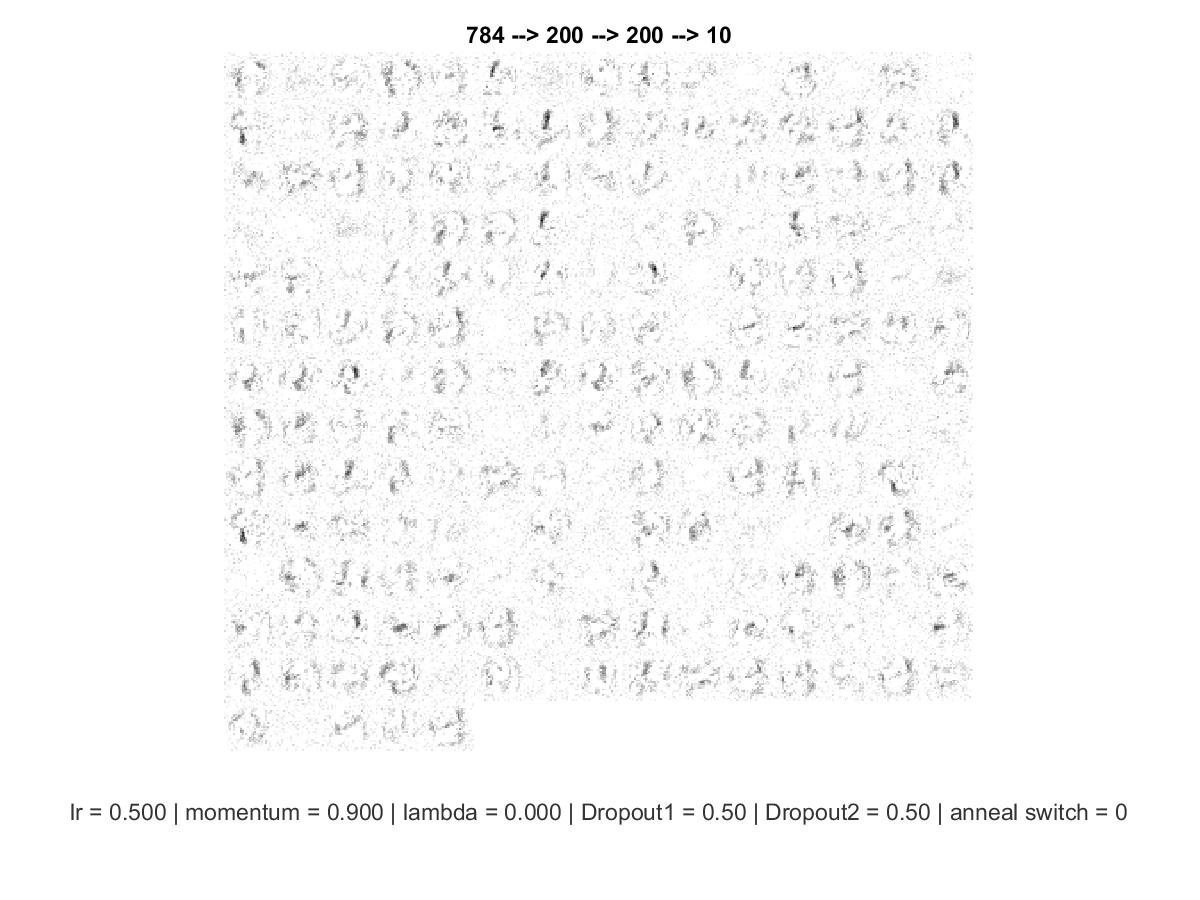 784 --> 200 --> 200 --> 10
lr = 0.500 | momentum = 0.900 | lambda = 0.000 | Dropout1 = 0.50 | Dropout2 = 0.50 | anneal switch = 0